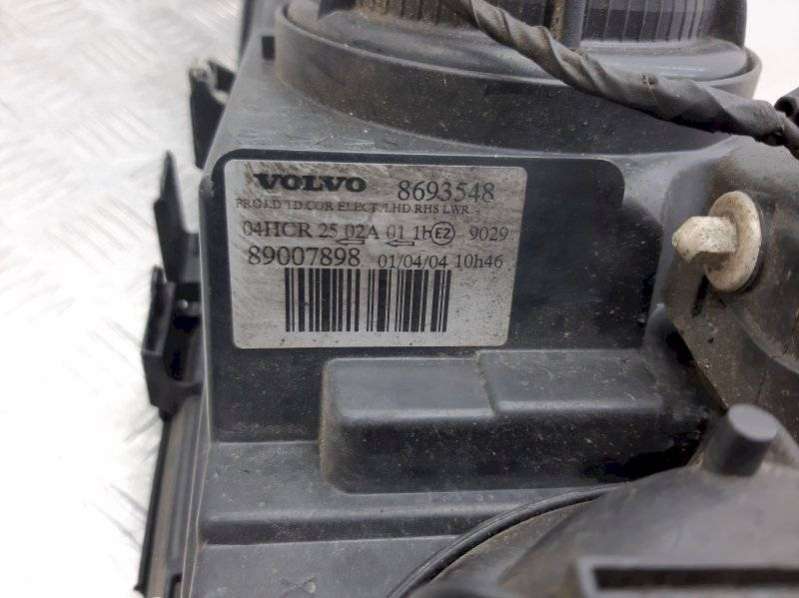 VOLVO 8693548
PROJ.D 1D.COR ELECT. LHD RHS LWR -
04HCR 25 02A 01 1h E2 9029
89007898 01/04/04 10h46